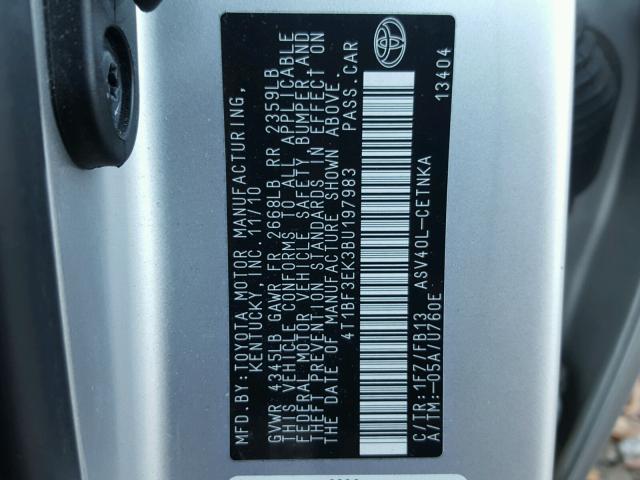 MFD.BY:TOYOTA MOTOR MANUFACTURING,
KENTUCKY,INC. 11/10
GVWR 4345LB GAWR FR 2668LB RR 2359LB
THIS VEHICLE CONFORMS TO ALL APPLICABLE
FEDERAL MOTOR VEHICLE SAFETY, BUMPER, AND
THEFT PREVENTION STANDARDS IN EFFECT ON
THE DATE OF MANUFACTURE SHOWN ABOVE.
4T1BF3EK3BU197983 PASS.CAR
C/TR:1F7/FB13 ASV40L-CETNKA
A/TM:-05A/U760E 13404